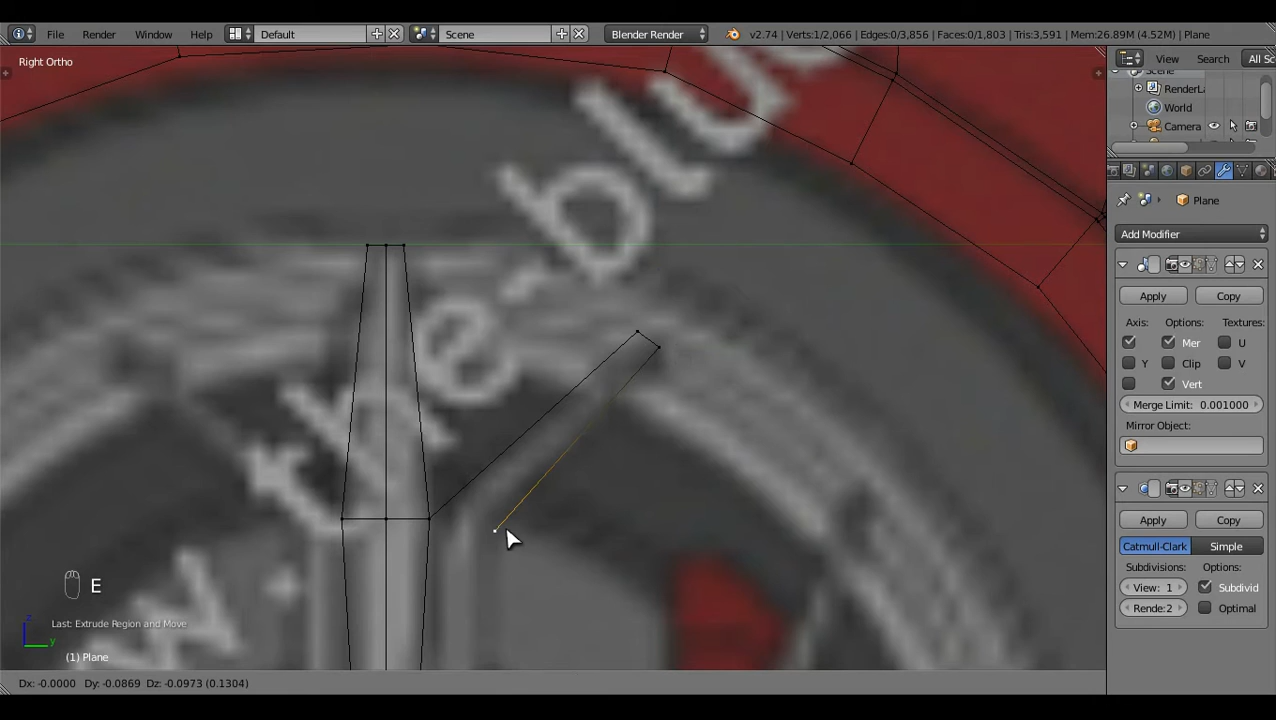 File Render Window Help Default Scene Blender Render v2.74 | Verts:1/2,066 | Edges:0/3,856 | Faces:0/1,803 | Tris:3,591 | Mem:26.89M (4.52M) | Plane
Right Ortho
View Search All Sc
Scene
RenderLa
World
Camera
Plane
Add Modifier
Apply Copy
Axis: Options: Textures:
Mer U
Y Clip V
Vert
Merge Limit: 0.001000
Mirror Object:
Apply Copy
Catmull-Clark Simple
Subdivisions: Options:
View: 1 Subdivid
Rende:2 Optimal
w.the-blu
E
Last: Extrude Region and Move
z
y
(1) Plane
Dx: -0.0000 Dy: -0.0869 Dz: -0.0973 (0.1304)